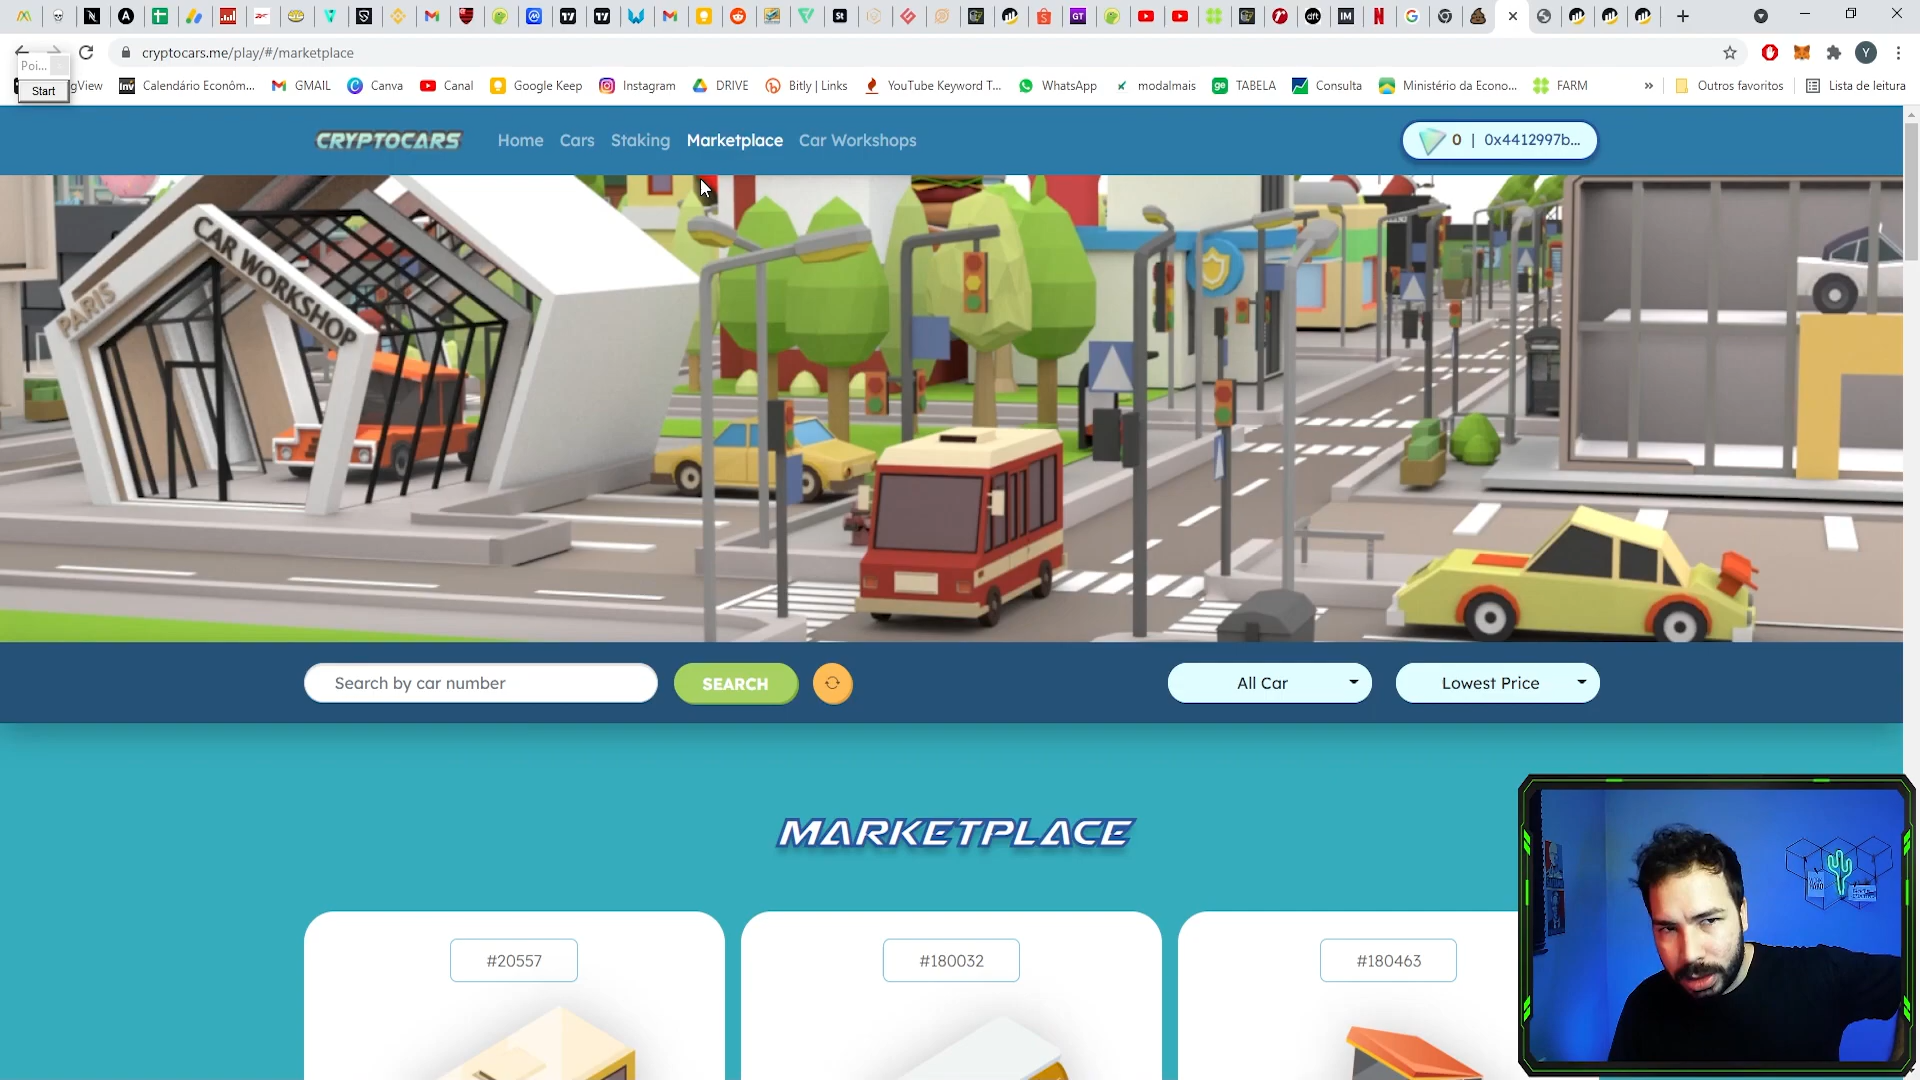 cryptocars.me/play/#/marketplace
Poi...
Start
gView
Calendário Econôm...
GMAIL
Canva
Canal
Google Keep
Instagram
DRIVE
Bitly | Links
YouTube Keyword T...
WhatsApp
modalmais
TABELA
Consulta
Ministério da Econo...
FARM
»
Outros favoritos
Lista de leitura
CRYPTOCARS
Home
Cars
Staking
Marketplace
Car Workshops
0 | 0x4412997b...
CAR WORKSHOP
PARIS
Search by car number
SEARCH
All Car
Lowest Price
MARKETPLACE
#20557
#180032
#180463